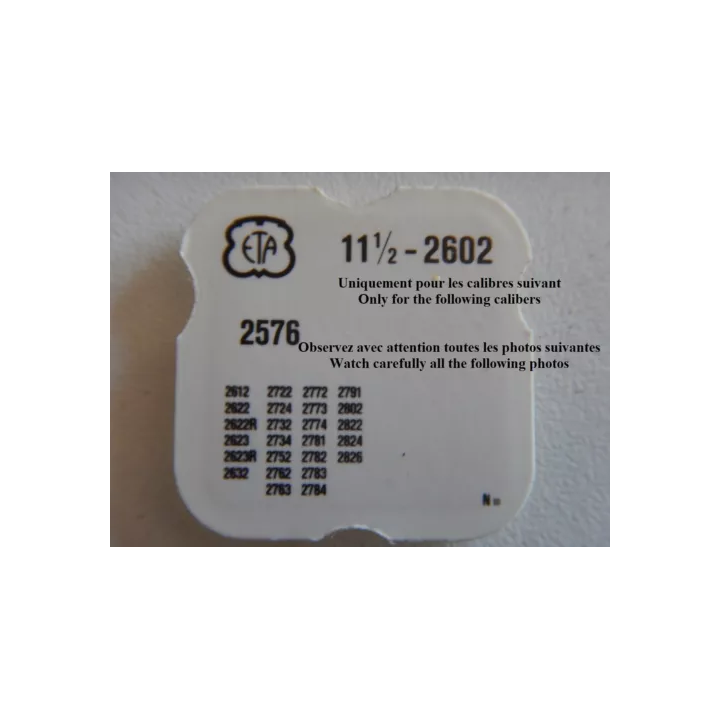 ETA
11 1/2 - 2602
Uniquement pour les calibres suivant
Only for the following calibers
2576
Observez avec attention toutes les photos suivantes
Watch carefully all the following photos
2612 2722 2772 2791
2622 2724 2773 2802
2622R 2732 2774 2822
2623 2734 2781 2824
2623R 2752 2782 2826
2632 2762 2783
2763 2784
N